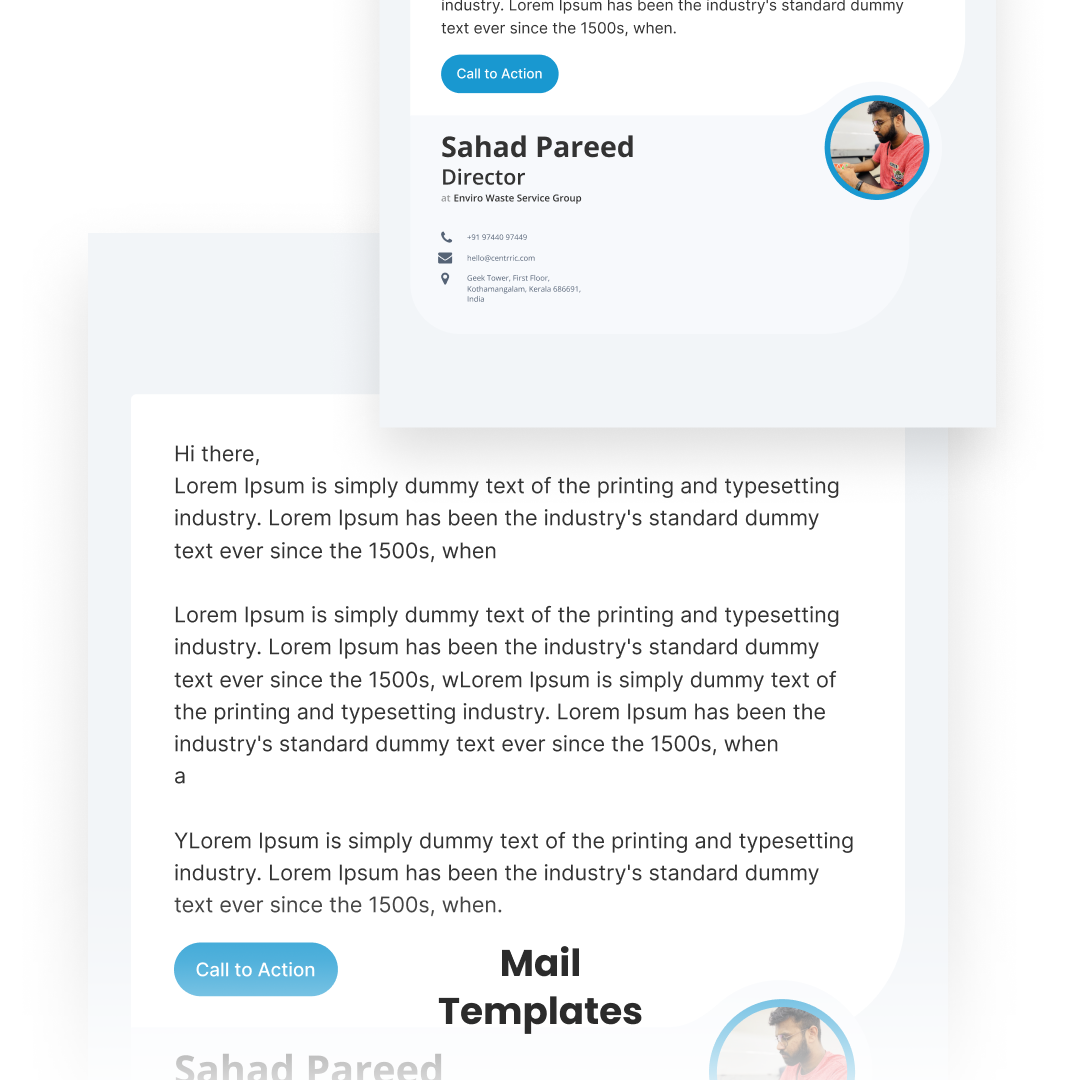 industry. Lorem Ipsum has been the industry's standard dummy
text ever since the 1500s, when.
Call to Action
Sahad Pareed
Director
at Enviro Waste Service Group
+91 97440 97449
hello@centrric.com
Geek Tower, First Floor,
Kothamangalam, Kerala 686691,
India
Hi there,
Lorem Ipsum is simply dummy text of the printing and typesetting
industry. Lorem Ipsum has been the industry's standard dummy
text ever since the 1500s, when
Lorem Ipsum is simply dummy text of the printing and typesetting
industry. Lorem Ipsum has been the industry's standard dummy
text ever since the 1500s, wLorem Ipsum is simply dummy text of
the printing and typesetting industry. Lorem Ipsum has been the
industry's standard dummy text ever since the 1500s, when
a
YLorem Ipsum is simply dummy text of the printing and typesetting
industry. Lorem Ipsum has been the industry's standard dummy
text ever since the 1500s, when.
Call to Action
Mail
Templates
Sahad Pareed